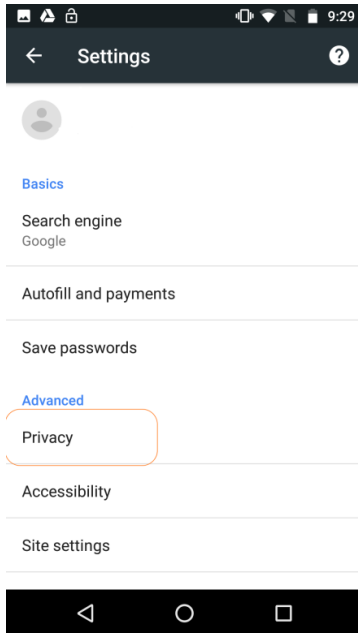 9:29
Settings
?
Basics
Search engine
Google
Autofill and payments
Save passwords
Advanced
Privacy
Accessibility
Site settings